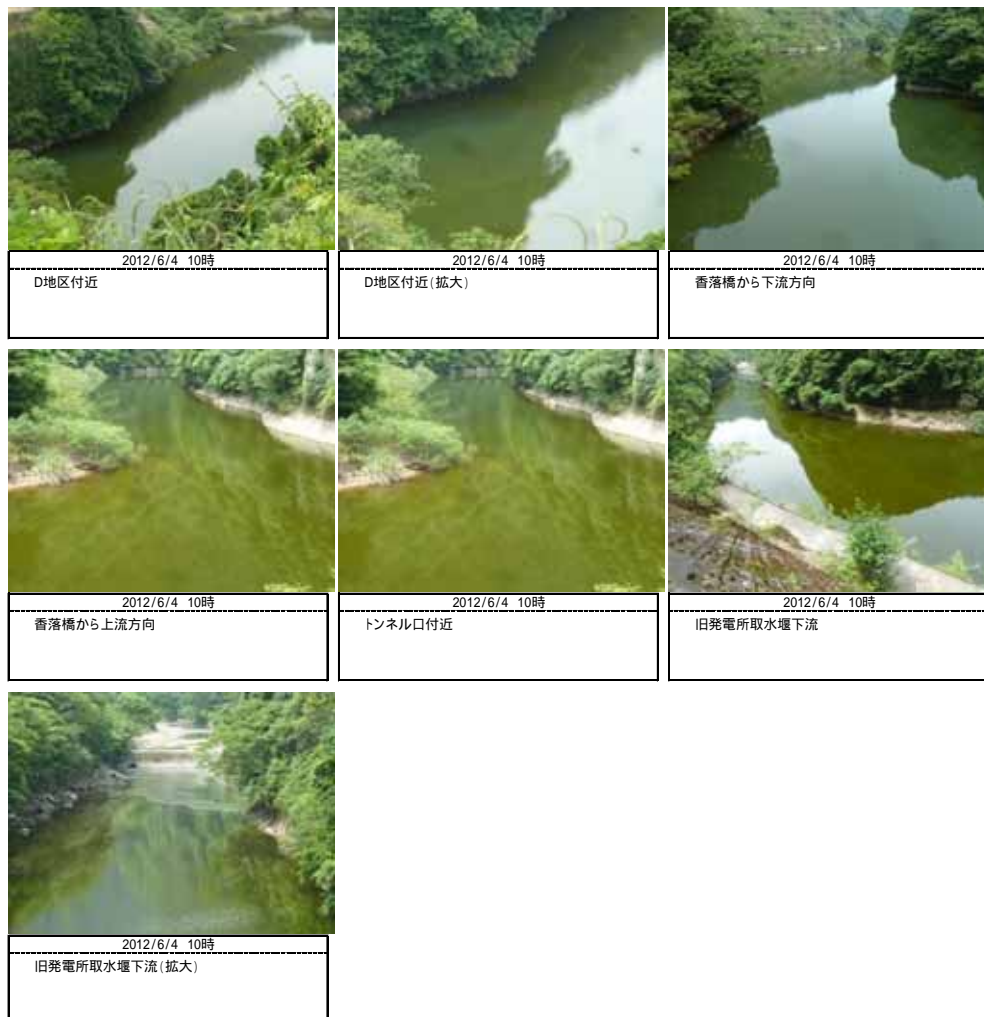 2012/6/4 10時
D地区付近
2012/6/4 10時
D地区付近(拡大)
2012/6/4 10時
香落橋から下流方向
2012/6/4 10時
香落橋から上流方向
2012/6/4 10時
トンネル口付近
2012/6/4 10時
旧発電所取水堰下流
2012/6/4 10時
旧発電所取水堰下流(拡大)